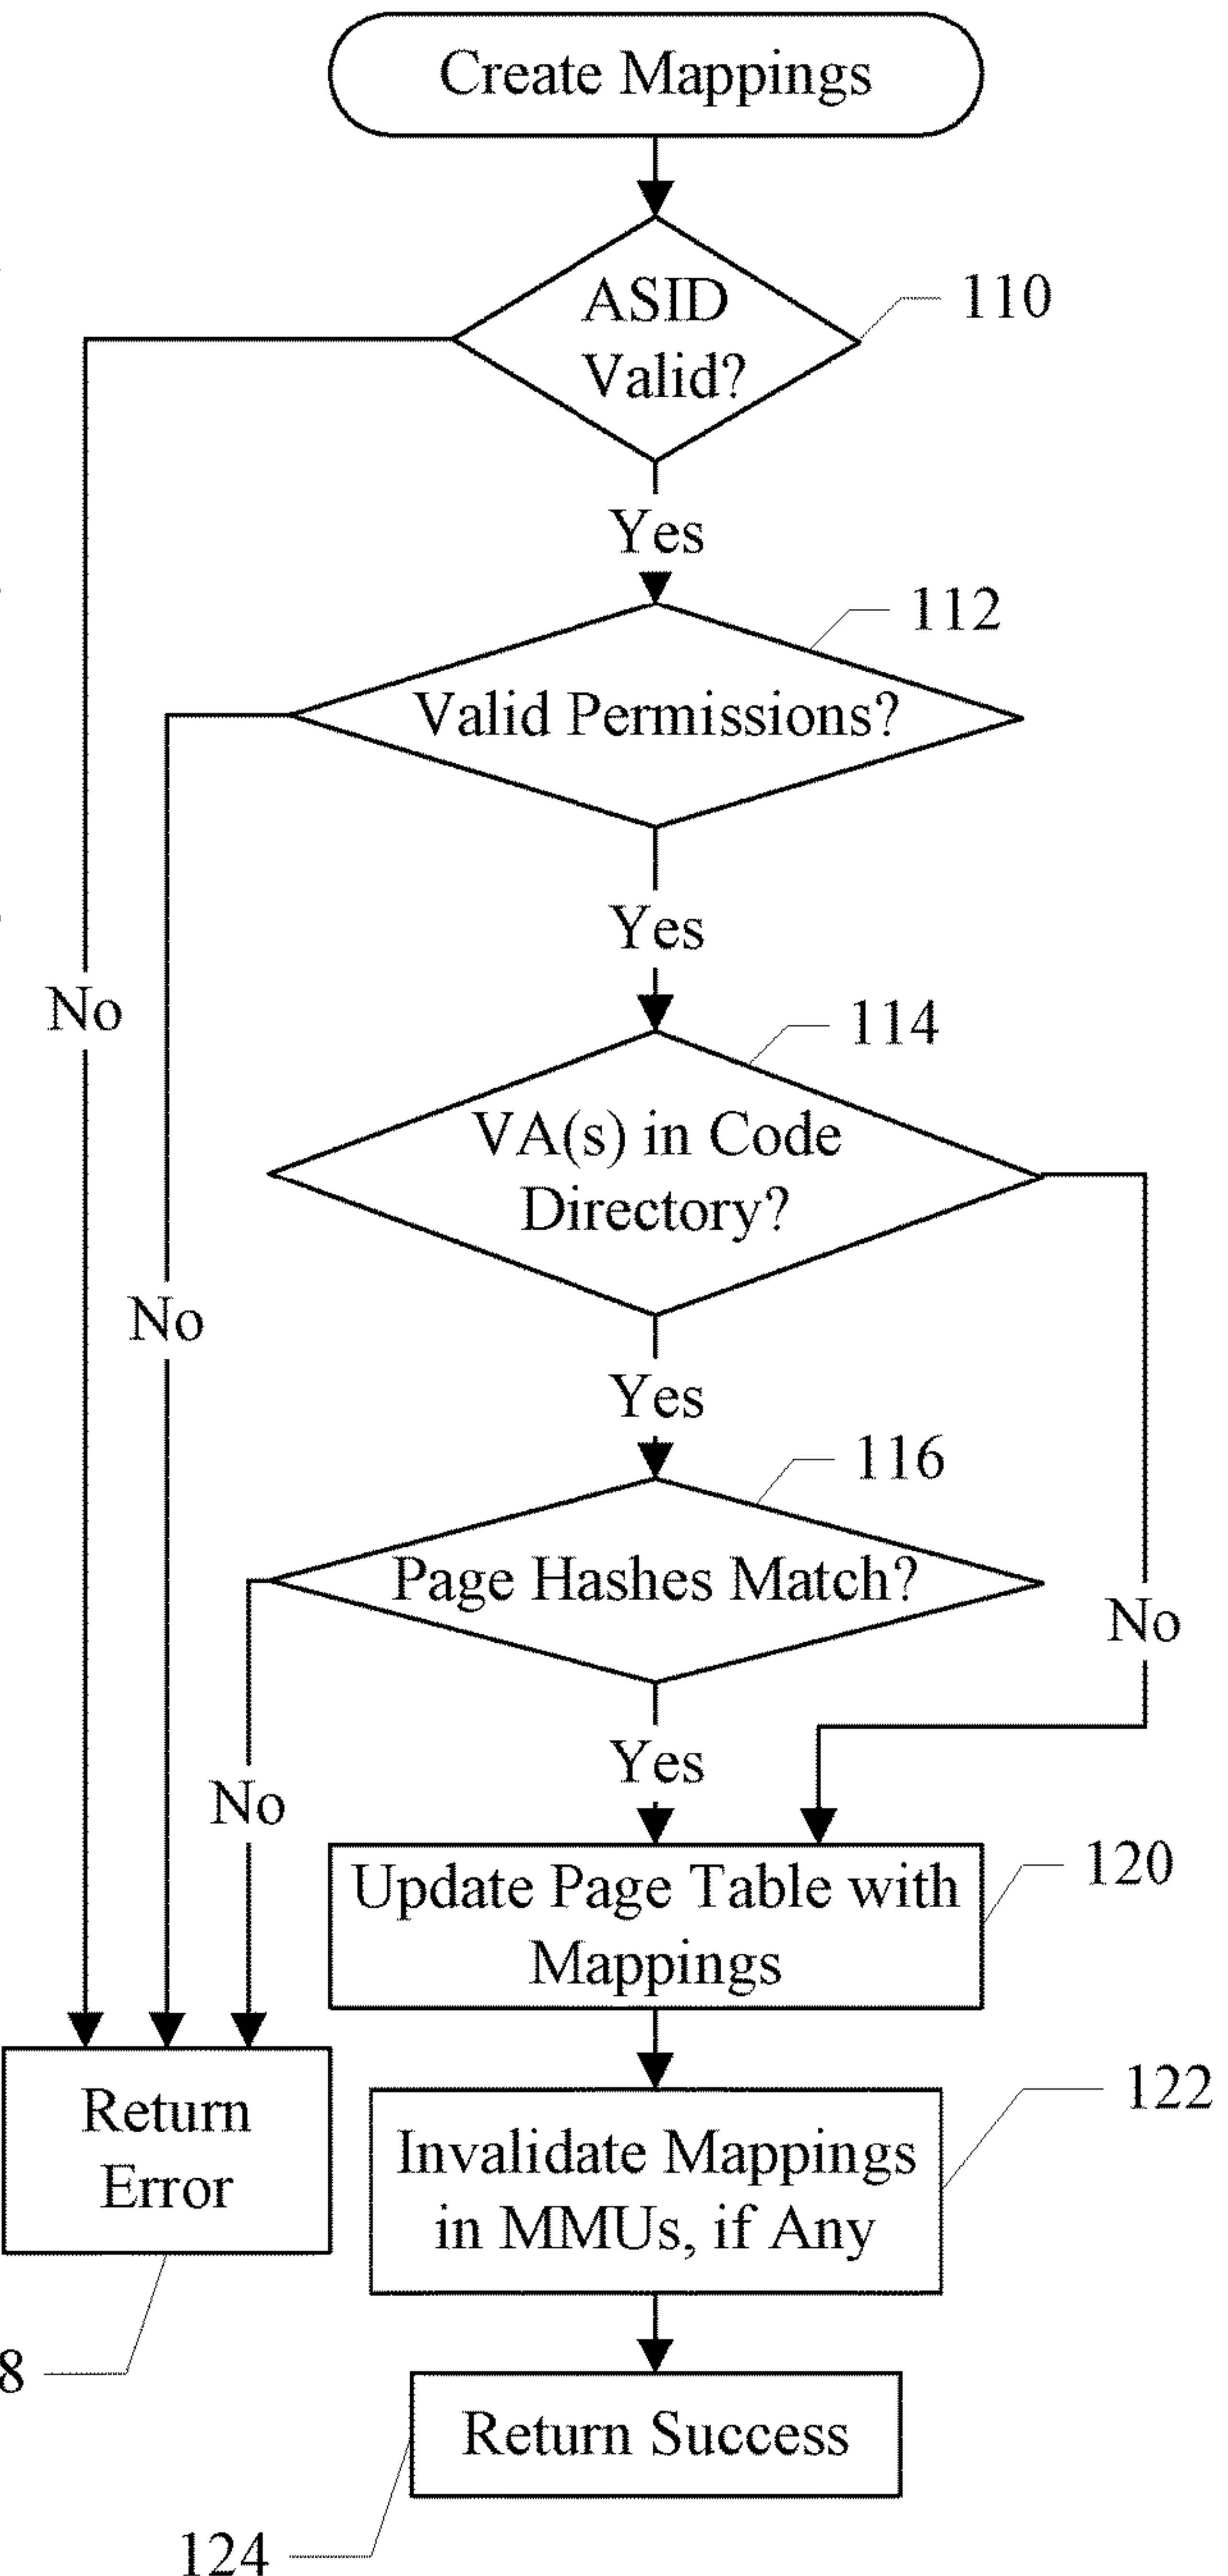 Create Mappings
ASID
Valid?
110
Yes
112
Valid Permissions?
Yes
No
114
VA(s) in Code
Directory?
No
Yes
116
Page Hashes Match?
No
Yes
No
120
Update Page Table with
Mappings
Return
Error
122
Invalidate Mappings
in MMUs, if Any
8
Return Success
124